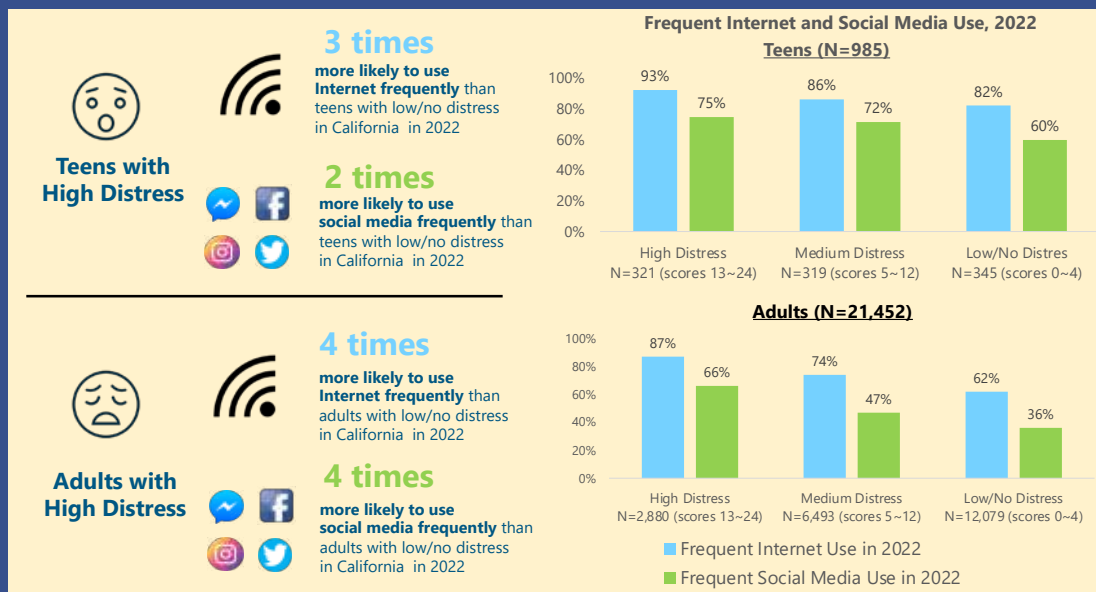 3 times
more likely to use
Internet frequently than
teens with low/no distress
in California in 2022
Teens with
High Distress
2 times
more likely to use
social media frequently than
teens with low/no distress
in California in 2022
4 times
more likely to use
Internet frequently than
adults with low/no distress
in California in 2022
Adults with
High Distress
4 times
more likely to use
social media frequently than
adults with low/no distress
in California in 2022
Frequent Internet and Social Media Use, 2022
Teens (N=985)
100%
80%
60%
40%
20%
0%
93%
75%
86%
72%
82%
60%
High Distress
N=321 (scores 13~24)
Medium Distress
N=319 (scores 5~12)
Low/No Distres
N=345 (scores 0~4)
Adults (N=21,452)
100%
80%
60%
40%
20%
0%
87%
66%
74%
47%
62%
36%
High Distress
N=2,880 (scores 13~24)
Medium Distress
N=6,493 (scores 5~12)
Low/No Distress
N=12,079 (scores 0~4)
Frequent Internet Use in 2022
Frequent Social Media Use in 2022